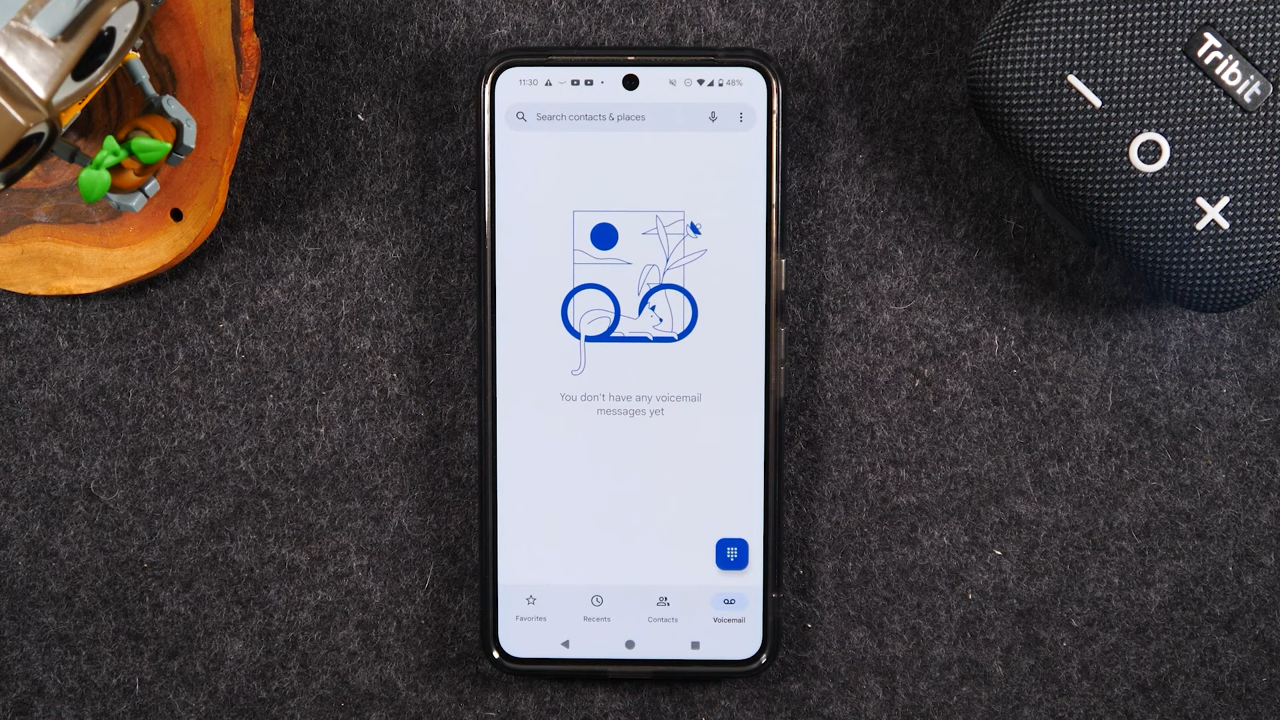 11:30
48%
Search contacts & places
You don't have any voicemail
messages yet
Favorites
Recents
Contacts
Voicemail
Tribit